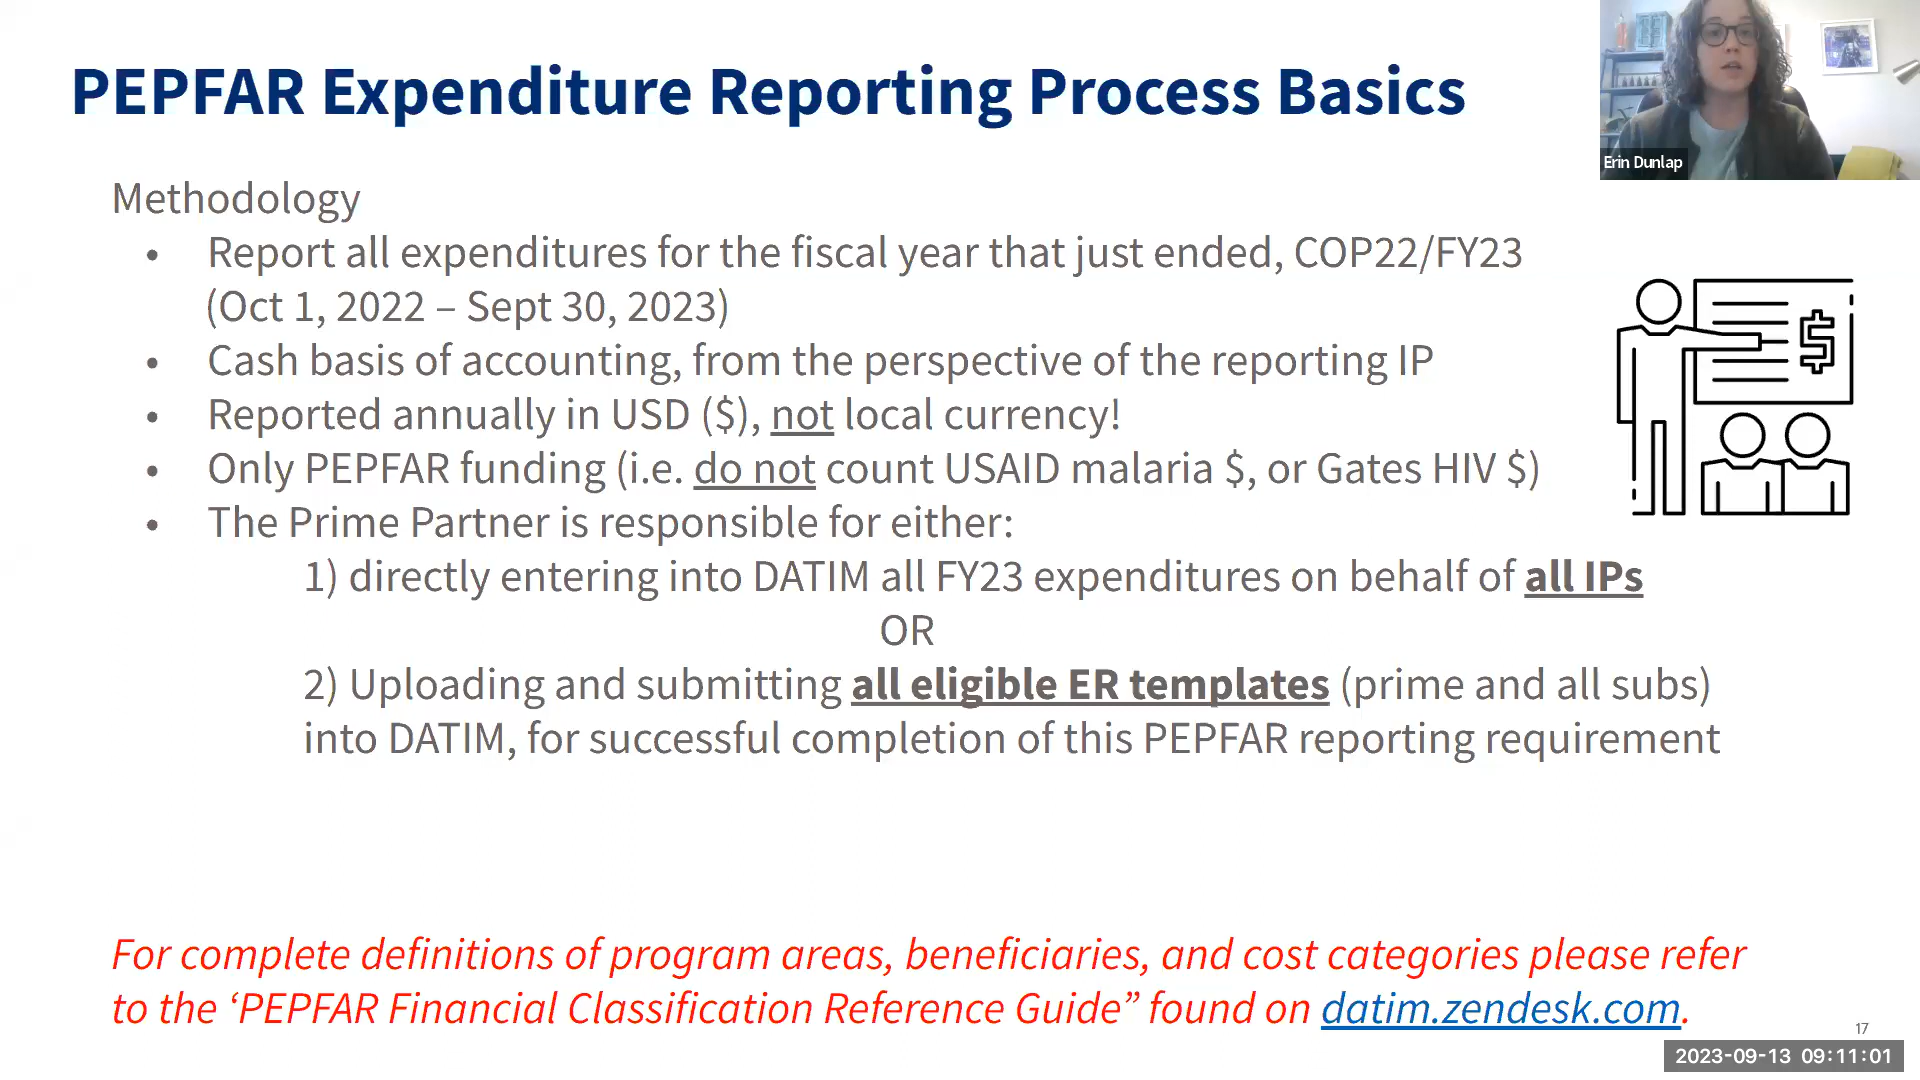 PEPFAR Expenditure Reporting Process Basics
Erin Dunlap
Methodology
• Report all expenditures for the fiscal year that just ended, COP22/FY23
(Oct 1, 2022 – Sept 30, 2023)
• Cash basis of accounting, from the perspective of the reporting IP
• Reported annually in USD ($), not local currency!
• Only PEPFAR funding (i.e. do not count USAID malaria $, or Gates HIV $)
• The Prime Partner is responsible for either:
1) directly entering into DATIM all FY23 expenditures on behalf of all IPs
OR
2) Uploading and submitting all eligible ER templates (prime and all subs)
into DATIM, for successful completion of this PEPFAR reporting requirement
$
For complete definitions of program areas, beneficiaries, and cost categories please refer
to the ‘PEPFAR Financial Classification Reference Guide” found on datim.zendesk.com.
17
2023-09-13 09:11:01